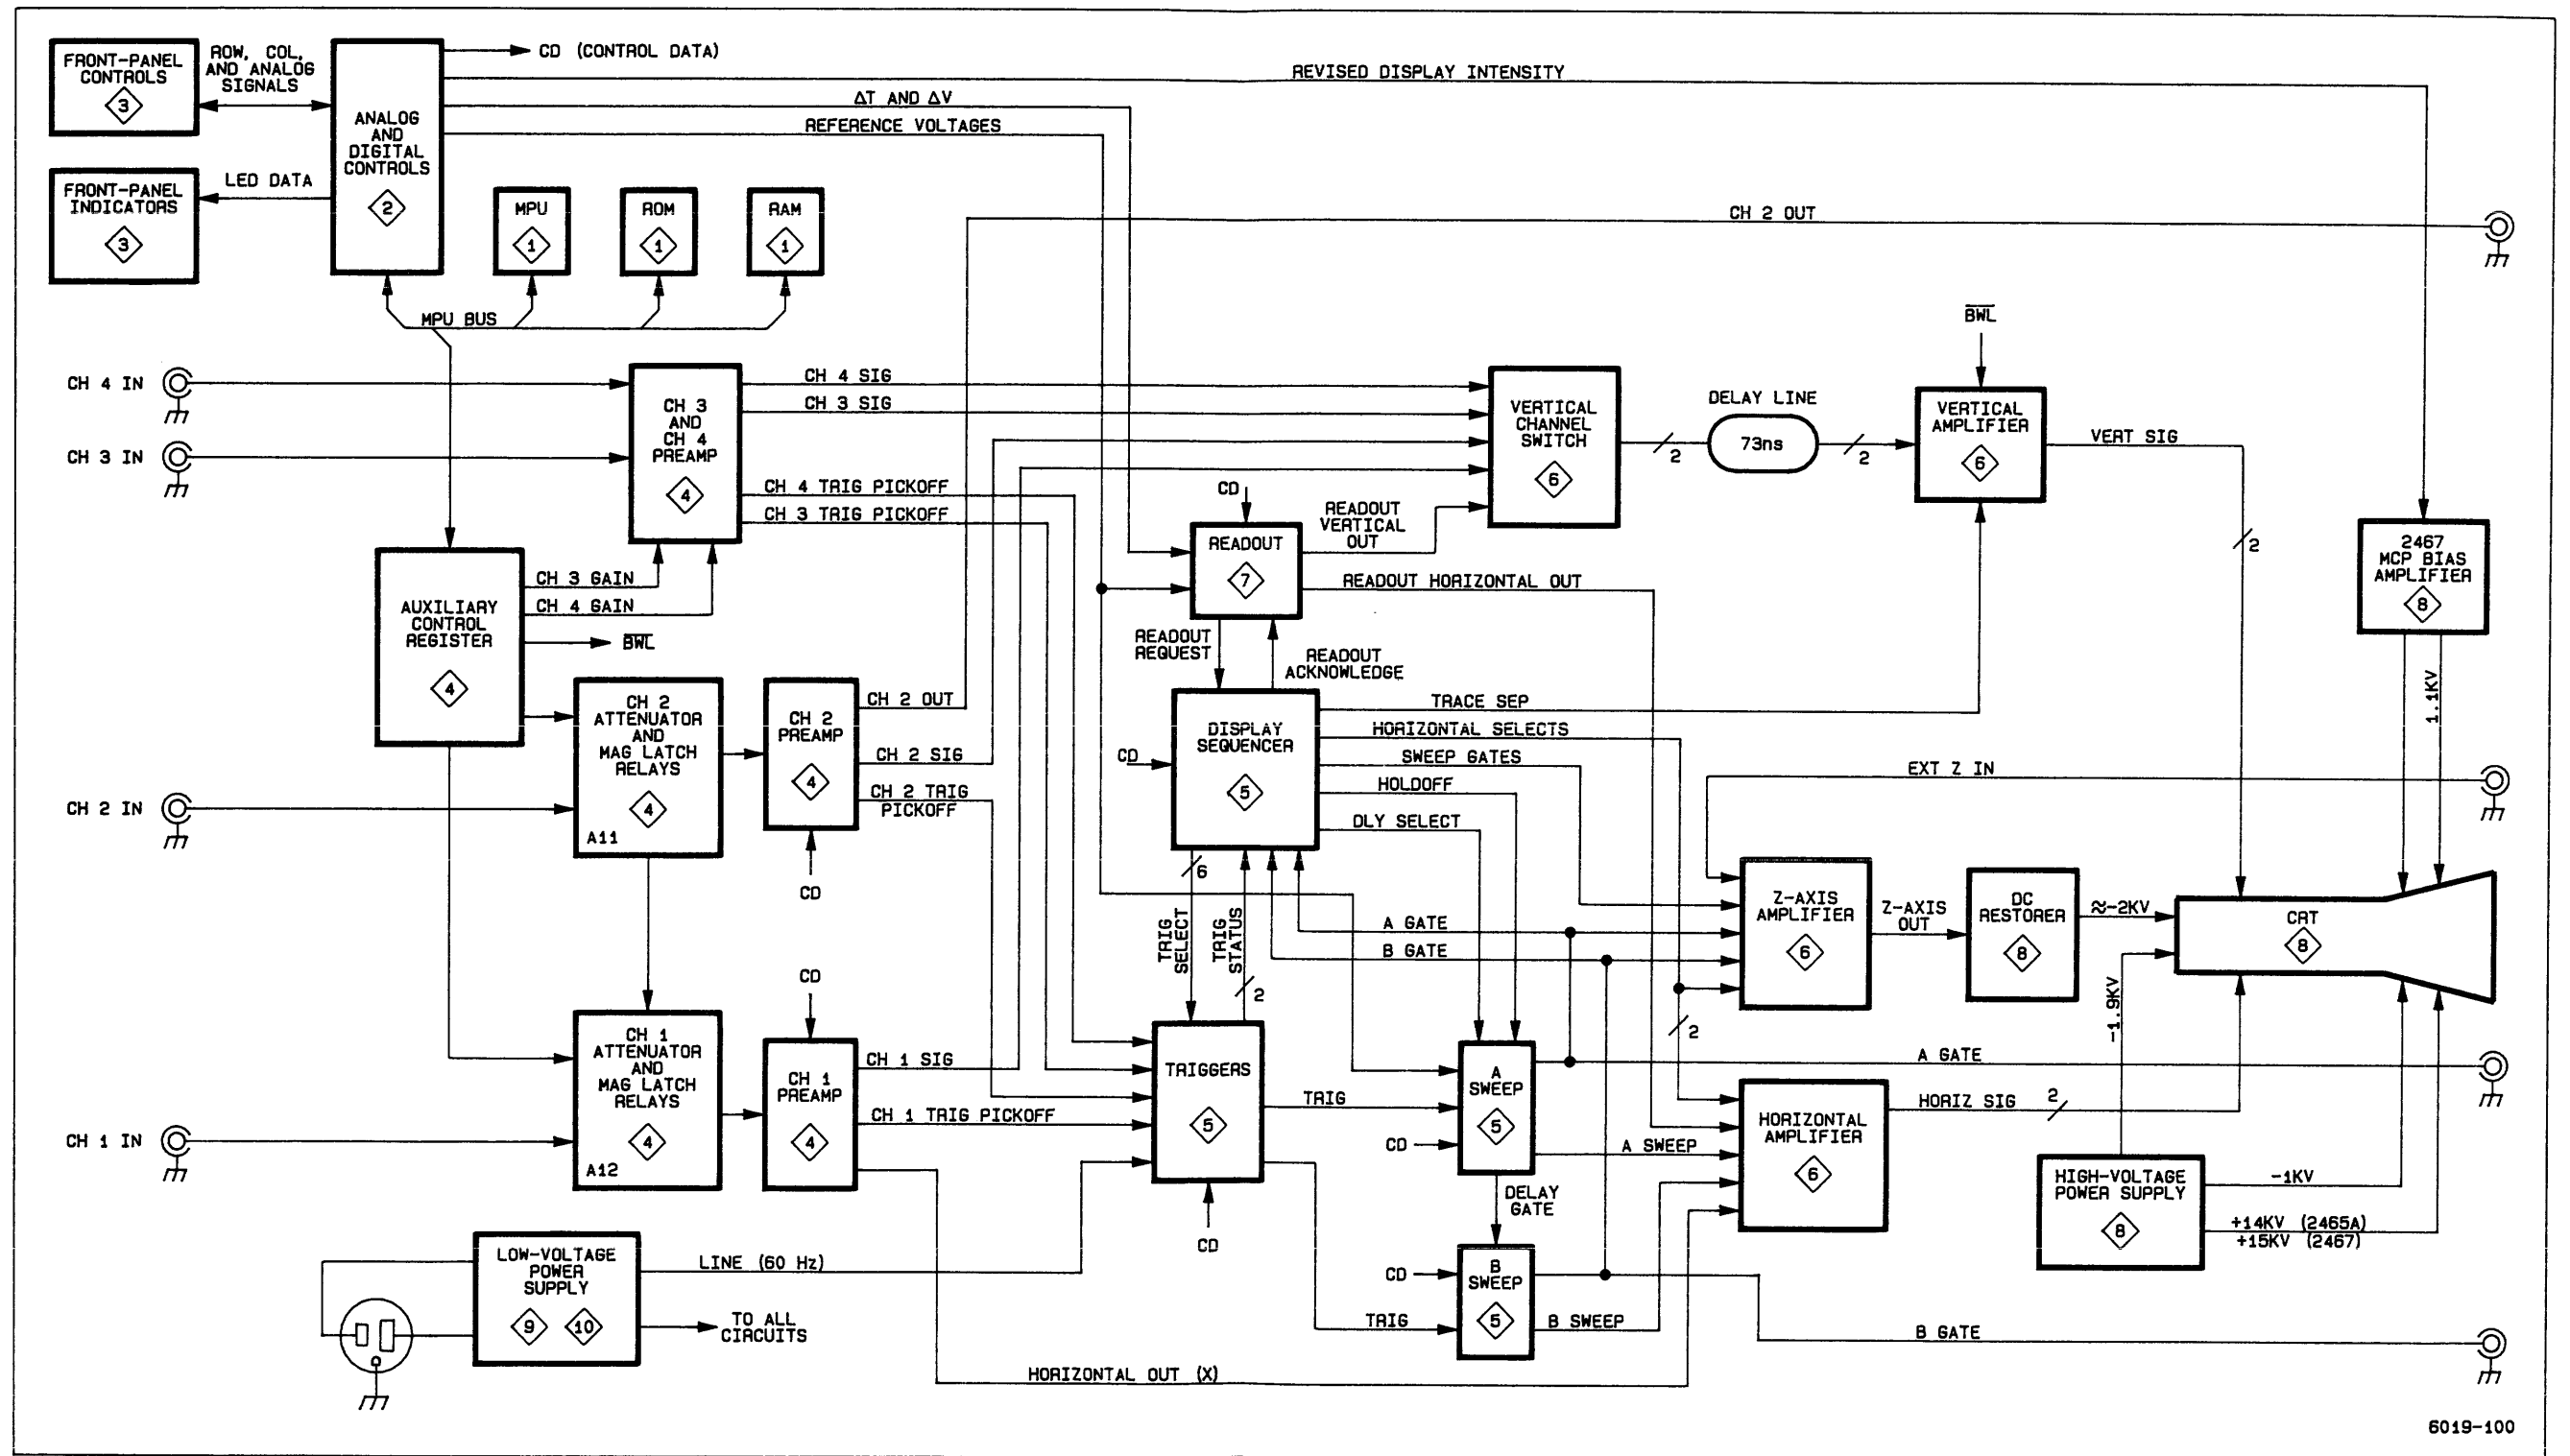 FRONT-PANEL
CONTROLS
3
ROW, COL,
AND ANALOG
SIGNALS
ANALOG
AND
DIGITAL
CONTROLS
2
CD (CONTROL DATA)
REVISED DISPLAY INTENSITY
ΔT AND ΔV
REFERENCE VOLTAGES
FRONT-PANEL
INDICATORS
3
LED DATA
MPU
1
ROM
1
RAM
1
MPU BUS
CH 2 OUT
CH 4 IN
CH 3 IN
CH 3
AND
CH 4
PREAMP
4
CH 4 SIG
CH 3 SIG
CH 4 TRIG PICKOFF
CH 3 TRIG PICKOFF
VERTICAL
CHANNEL
SWITCH
6
2
DELAY LINE
73ns
2
B̅W̅L̅
VERTICAL
AMPLIFIER
6
VERT SIG
2
2467
MCP BIAS
AMPLIFIER
8
1.1KV
CD
READOUT
7
READOUT
VERTICAL
OUT
READOUT HORIZONTAL OUT
READOUT
REQUEST
READOUT
ACKNOWLEDGE
AUXILIARY
CONTROL
REGISTER
4
CH 3 GAIN
CH 4 GAIN
B̅W̅L̅
CH 2
ATTENUATOR
AND
MAG LATCH
RELAYS
4
A11
CH 2
PREAMP
4
CD
CH 2 OUT
CH 2 SIG
CH 2 TRIG
PICKOFF
CH 2 IN
CD
DISPLAY
SEQUENCER
5
TRACE SEP
HORIZONTAL SELECTS
SWEEP GATES
HOLDOFF
DLY SELECT
6
TRIG
SELECT
TRIG
STATUS
2
A GATE
B GATE
EXT Z IN
Z-AXIS
AMPLIFIER
6
Z-AXIS
OUT
DC
RESTORER
8
≈-2KV
CRT
8
-1.9KV
2
CH 1
ATTENUATOR
AND
MAG LATCH
RELAYS
4
A12
CD
CH 1
PREAMP
4
CH 1 SIG
CH 1 TRIG PICKOFF
CH 1 IN
TRIGGERS
5
CD
TRIG
TRIG
A
SWEEP
5
CD
A SWEEP
DELAY
GATE
B
SWEEP
5
CD
B SWEEP
A GATE
B GATE
HORIZONTAL
AMPLIFIER
6
HORIZ SIG
2
HIGH-VOLTAGE
POWER SUPPLY
8
-1KV
+14KV (2465A)
+15KV (2467)
LOW-VOLTAGE
POWER
SUPPLY
9
10
LINE (60 Hz)
TO ALL
CIRCUITS
HORIZONTAL OUT (X)
6019-100